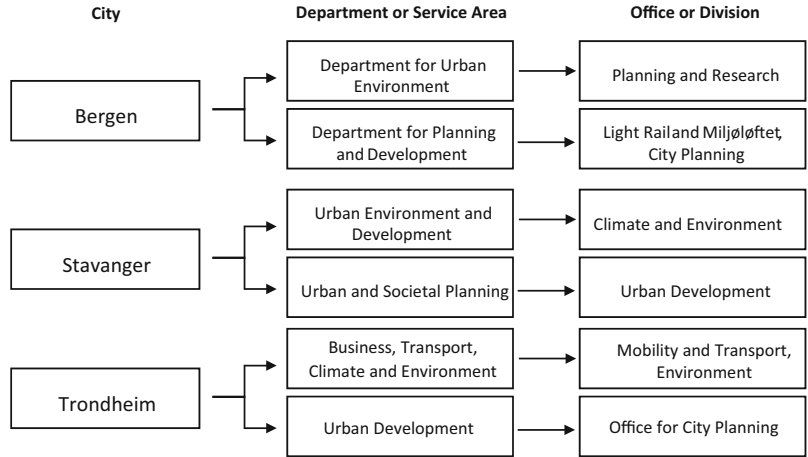 City
Department or Service Area
Office or Division
Bergen
Department for Urban
Environment
Planning and Research
Department for Planning
and Development
Light Rail and Miljøløftet,
City Planning
Stavanger
Urban Environment and
Development
Climate and Environment
Urban and Societal Planning
Urban Development
Trondheim
Business, Transport,
Climate and Environment
Mobility and Transport,
Environment
Urban Development
Office for City Planning